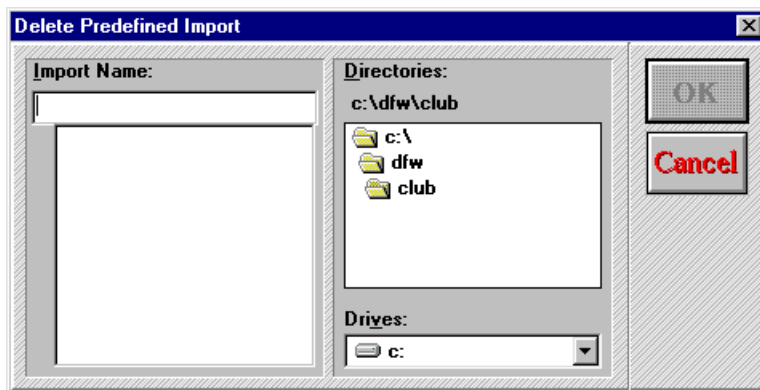 Delete Predefined Import
Import Name:
Directories:
c:\dfw\club
c:\
dfw
club
Drives:
c:
OK
Cancel